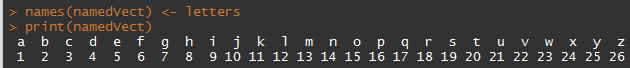 > names(namedVect) <- letters
> print(namedVect)
a b c d e f g h i j k l m n o p q r s t u v w x y z
1 2 3 4 5 6 7 8 9 10 11 12 13 14 15 16 17 18 19 20 21 22 23 24 25 26